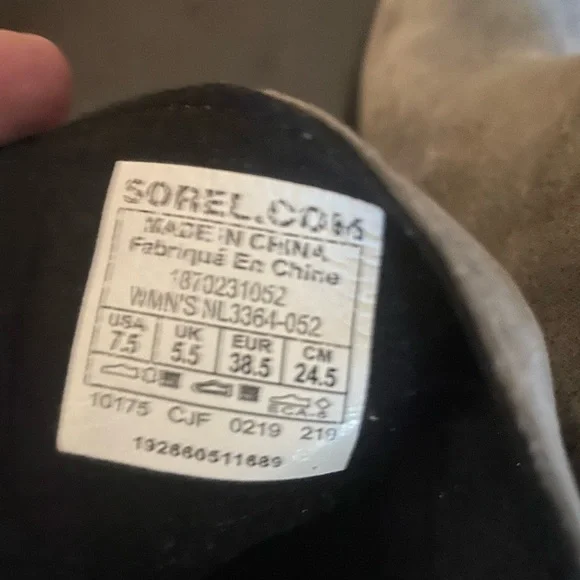 SOREL.COM
MADE IN CHINA
Fabriqué En Chine
1870231052
WMN'S NL3364-052
USA UK EUR CM
7.5 5.5 38.5 24.5
10175 CJF 0219 219
192660511689